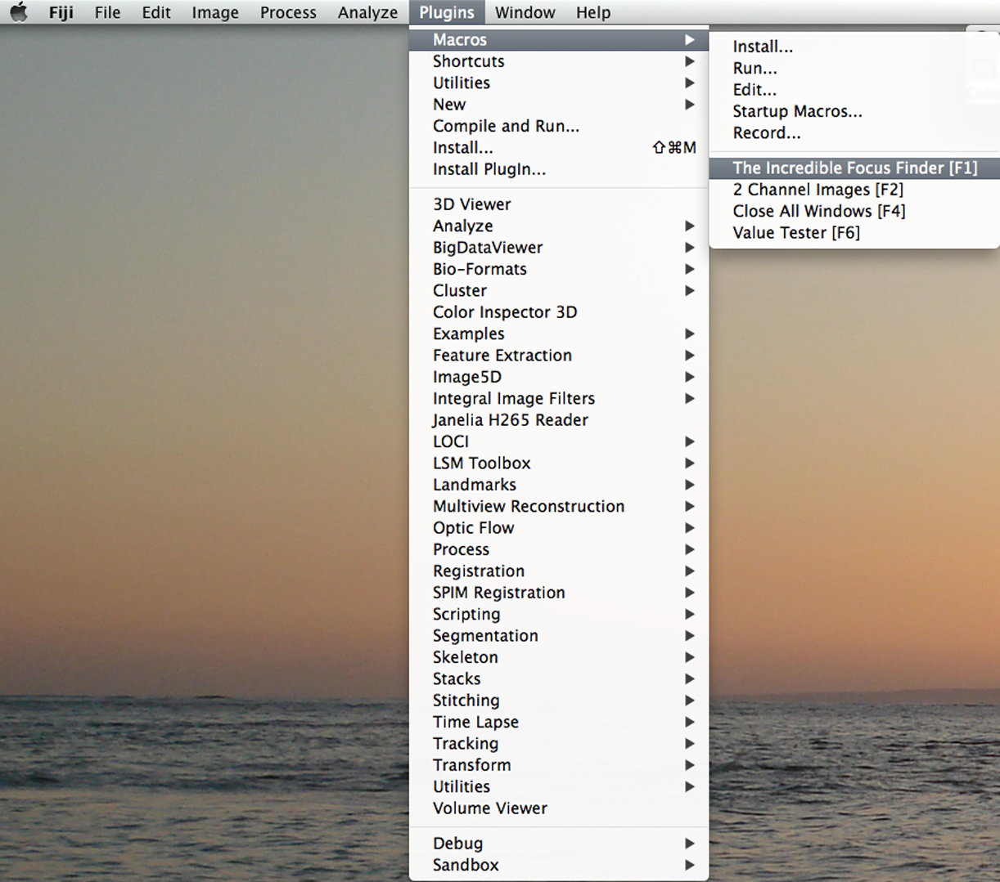 Fiji File Edit Image Process Analyze Plugins Window Help
Macros
Shortcuts
Utilities
New
Compile and Run...
Install... ⇧⌘M
Install PlugIn...
3D Viewer
Analyze
BigDataViewer
Bio-Formats
Cluster
Color Inspector 3D
Examples
Feature Extraction
Image5D
Integral Image Filters
Janelia H265 Reader
LOCI
LSM Toolbox
Landmarks
Multiview Reconstruction
Optic Flow
Process
Registration
SPIM Registration
Scripting
Segmentation
Skeleton
Stacks
Stitching
Time Lapse
Tracking
Transform
Utilities
Volume Viewer
Debug
Sandbox
Install...
Run...
Edit...
Startup Macros...
Record...
The Incredible Focus Finder [F1]
2 Channel Images [F2]
Close All Windows [F4]
Value Tester [F6]